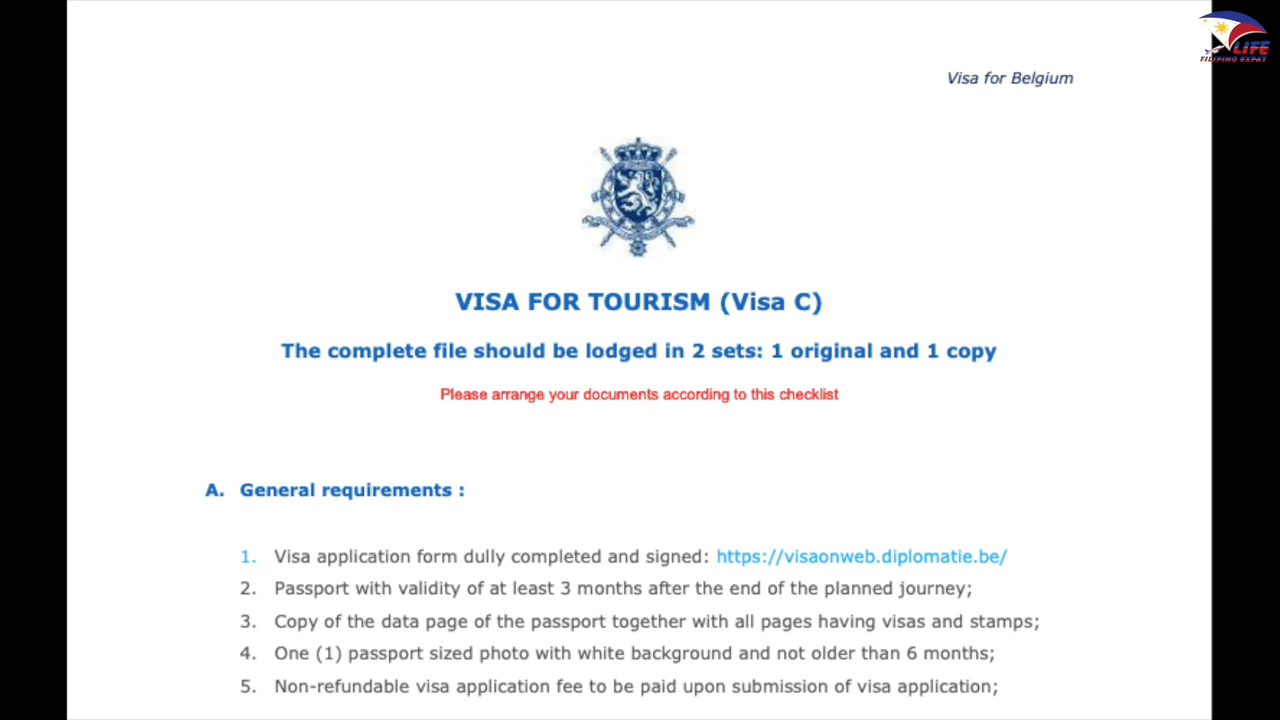 LIFE
FILIPINO EXPAT
Visa for Belgium
VISA FOR TOURISM (Visa C)
The complete file should be lodged in 2 sets: 1 original and 1 copy
Please arrange your documents according to this checklist
A. General requirements :
1. Visa application form dully completed and signed: https://visaonweb.diplomatie.be/
2. Passport with validity of at least 3 months after the end of the planned journey;
3. Copy of the data page of the passport together with all pages having visas and stamps;
4. One (1) passport sized photo with white background and not older than 6 months;
5. Non-refundable visa application fee to be paid upon submission of visa application;